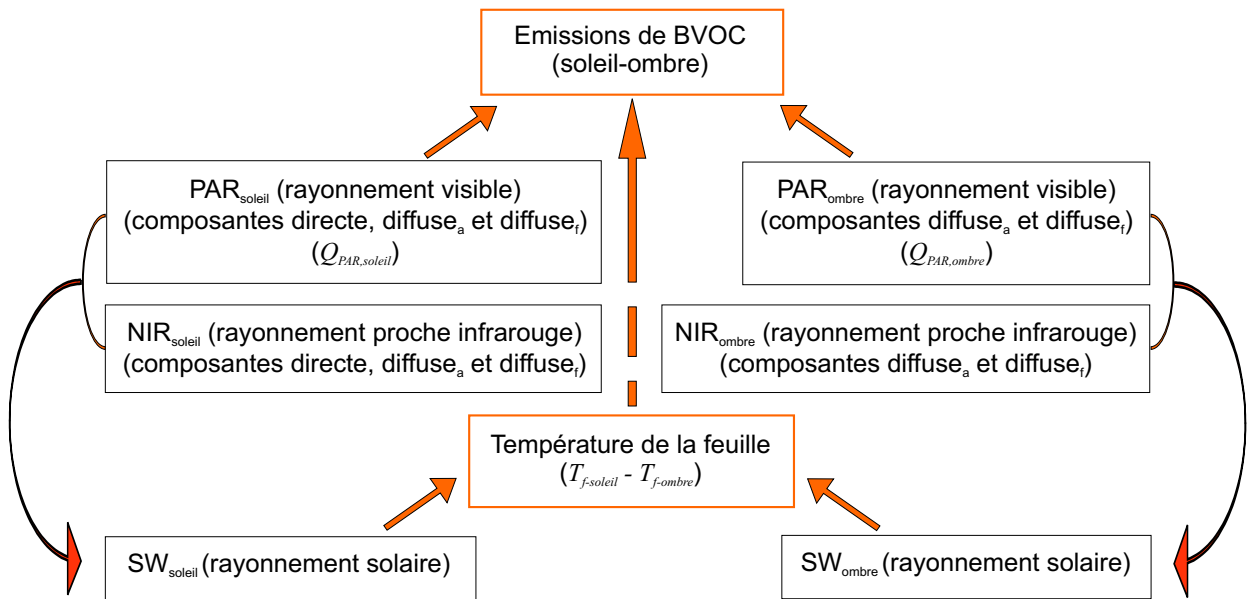 Emissions de BVOC
(soleil-ombre)
PARsoleil (rayonnement visible)
(composantes directe, diffusea et diffusef)
(QPAR,soleil)
PARombre (rayonnement visible)
(composantes diffusea et diffusef)
(QPAR,ombre)
NIRsoleil (rayonnement proche infrarouge)
(composantes directe, diffusea et diffusef)
NIRombre (rayonnement proche infrarouge)
(composantes diffusea et diffusef)
Température de la feuille
(Tf-soleil - Tf-ombre)
SWsoleil (rayonnement solaire)
SWombre (rayonnement solaire)